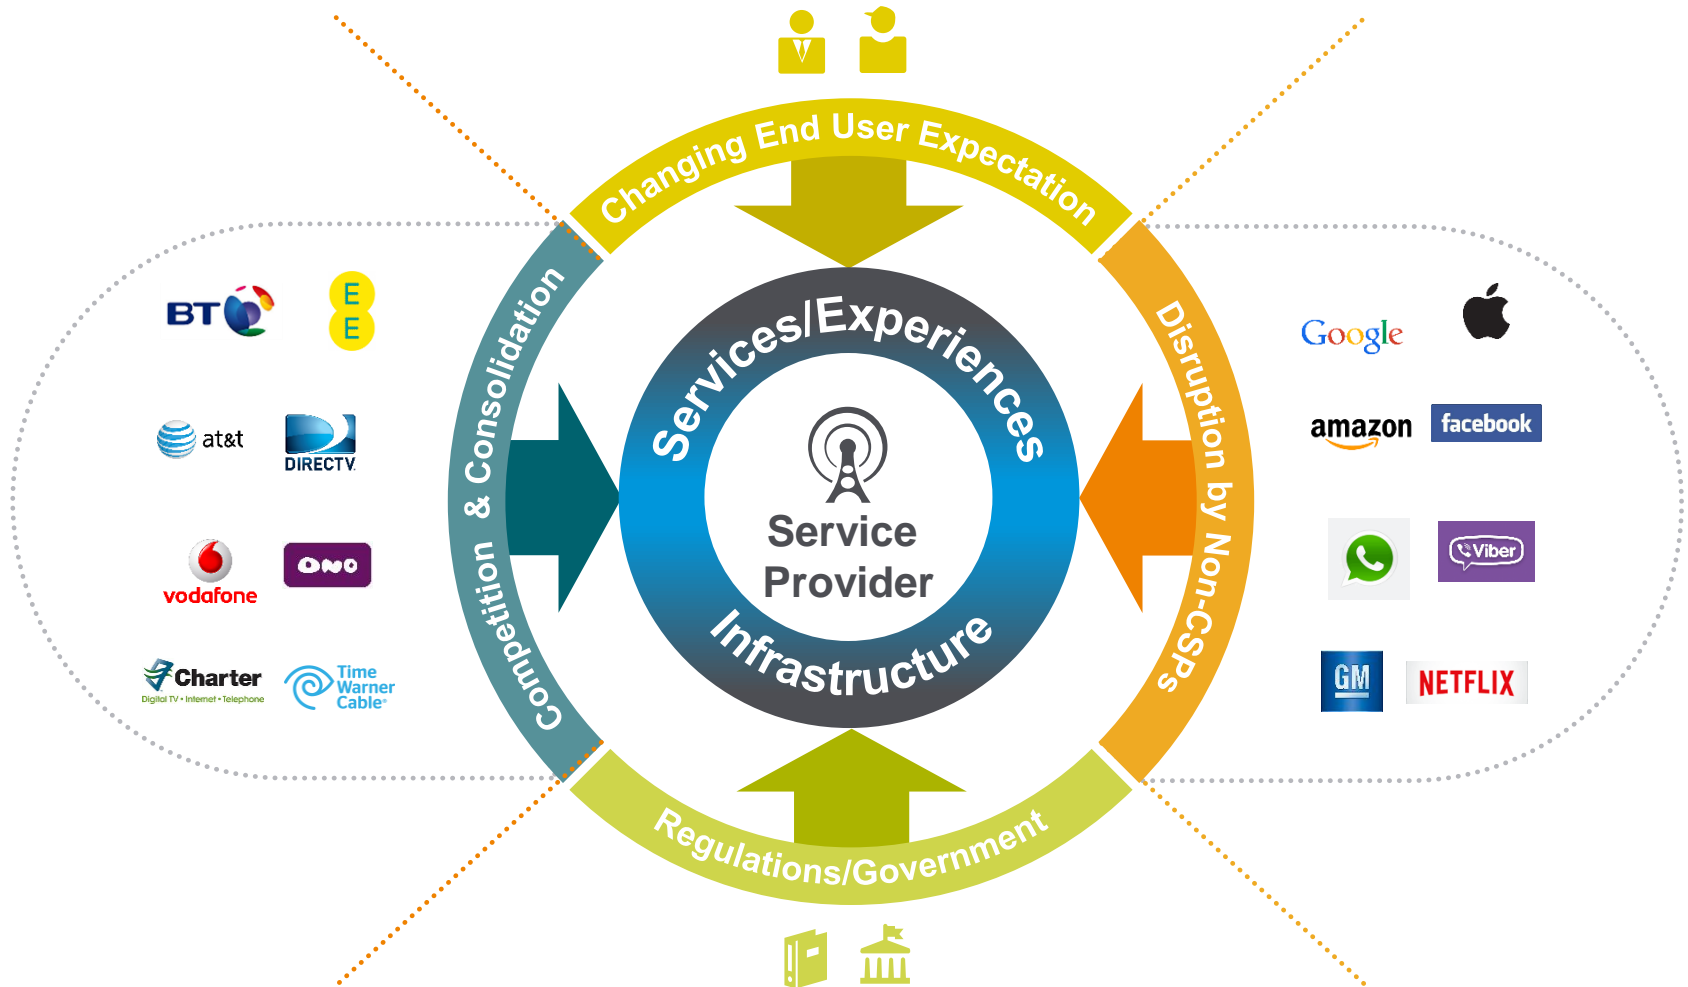 Changing End User Expectation
Competition & Consolidation
Disruption by Non-CSPs
Regulations/Government
Services/Experiences
Infrastructure
Service
Provider
BT
E
E
at&t
DIRECTV
vodafone
ONO
Charter
Digital TV • Internet • Telephone
Time
Warner
Cable®
Google
amazon
facebook
Viber
GM
NETFLIX